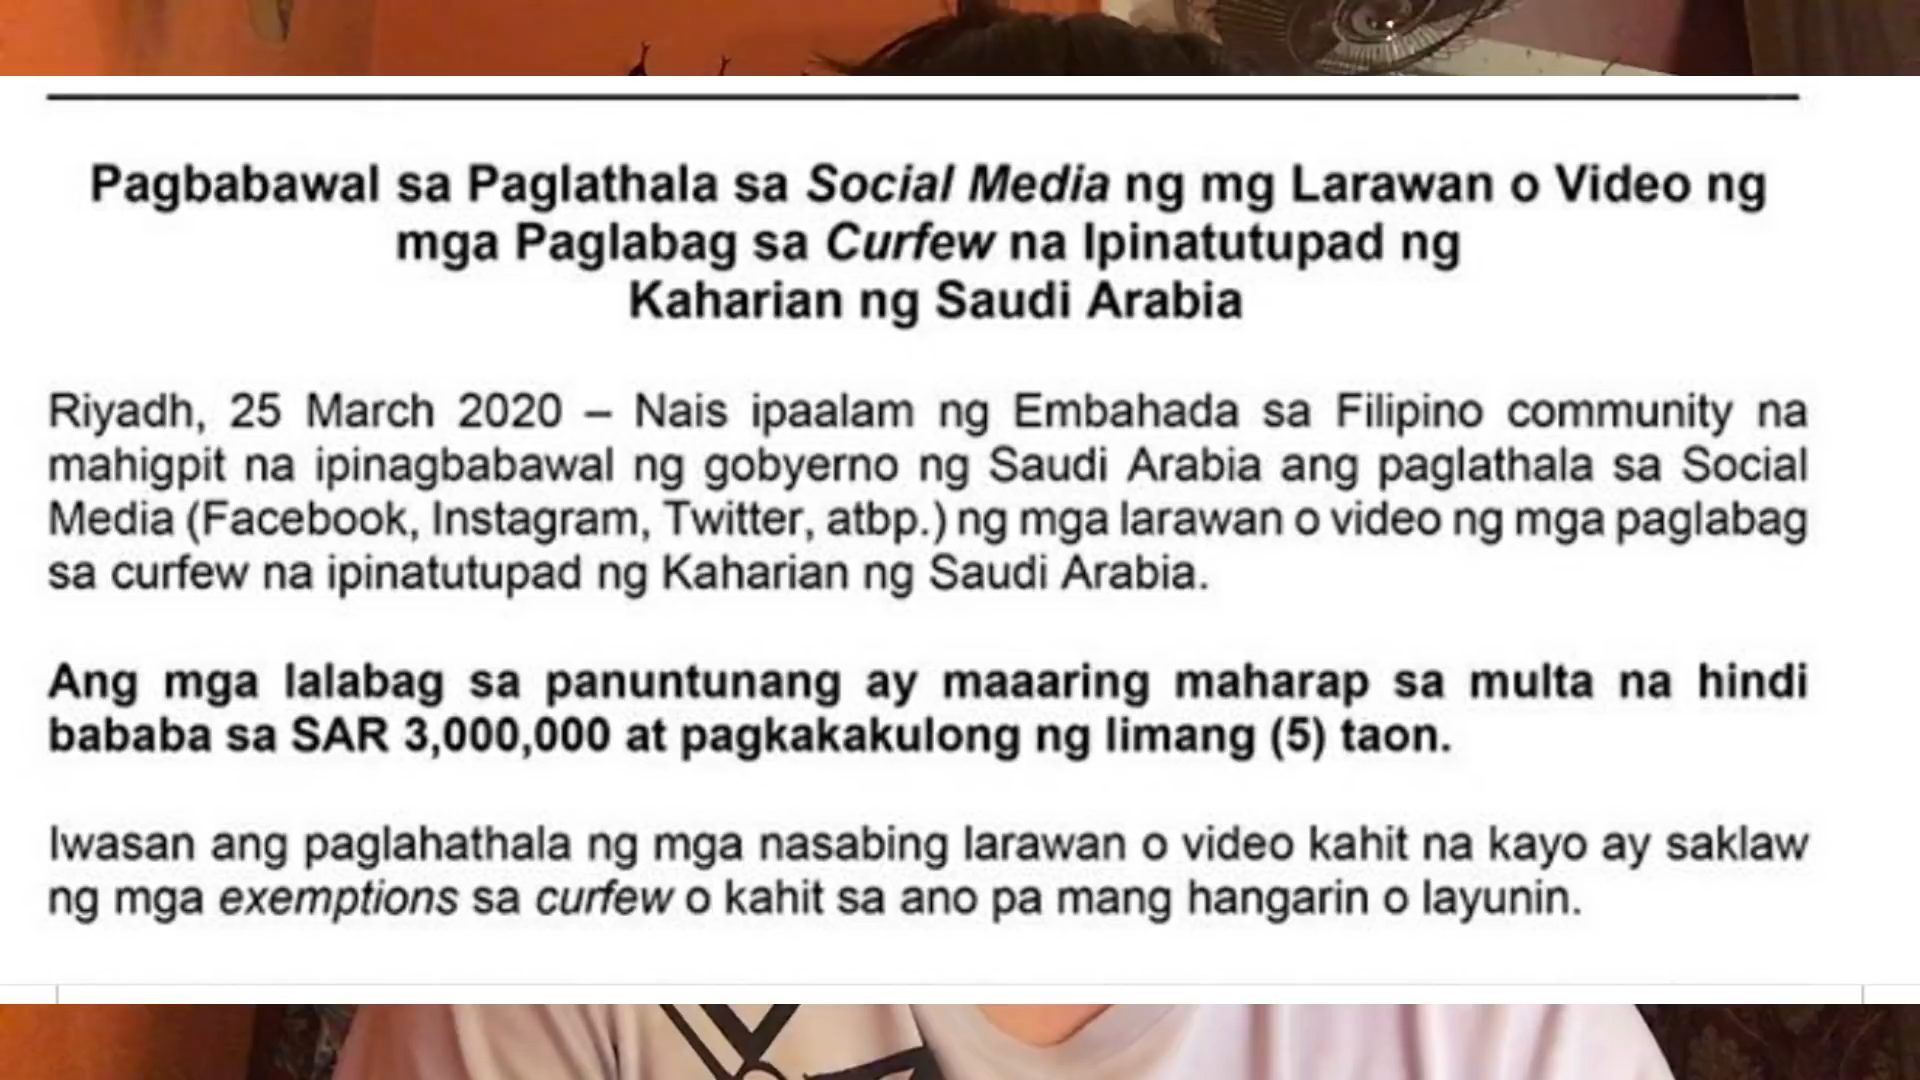 Pagbabawal sa Paglathala sa Social Media ng mg Larawan o Video ng
mga Paglabag sa Curfew na Ipinatutupad ng
Kaharian ng Saudi Arabia
Riyadh, 25 March 2020 – Nais ipaalam ng Embahada sa Filipino community na
mahigpit na ipinagbabawal ng gobyerno ng Saudi Arabia ang paglathala sa Social
Media (Facebook, Instagram, Twitter, atbp.) ng mga larawan o video ng mga paglabag
sa curfew na ipinatutupad ng Kaharian ng Saudi Arabia.
Ang mga lalabag sa panuntunang ay maaaring maharap sa multa na hindi
bababa sa SAR 3,000,000 at pagkakakulong ng limang (5) taon.
Iwasan ang paglahathala ng mga nasabing larawan o video kahit na kayo ay saklaw
ng mga exemptions sa curfew o kahit sa ano pa mang hangarin o layunin.